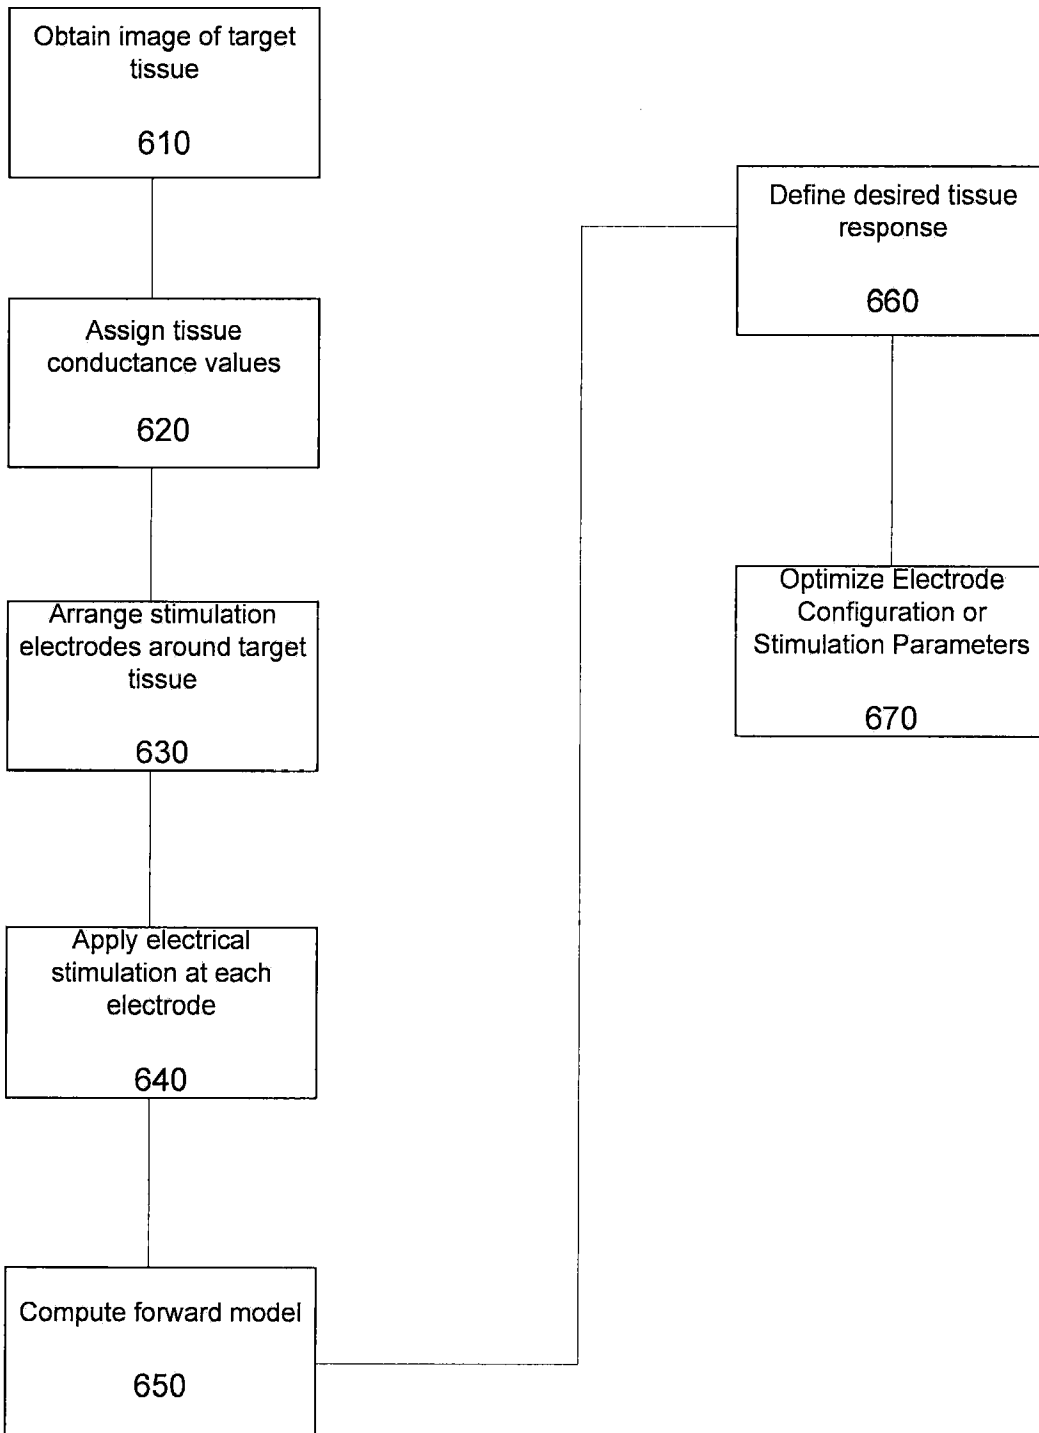 Obtain image of target
tissue
610
Assign tissue
conductance values
620
Arrange stimulation
electrodes around target
tissue
630
Apply electrical
stimulation at each
electrode
640
Compute forward model
650
Define desired tissue
response
660
Optimize Electrode
Configuration or
Stimulation Parameters
670